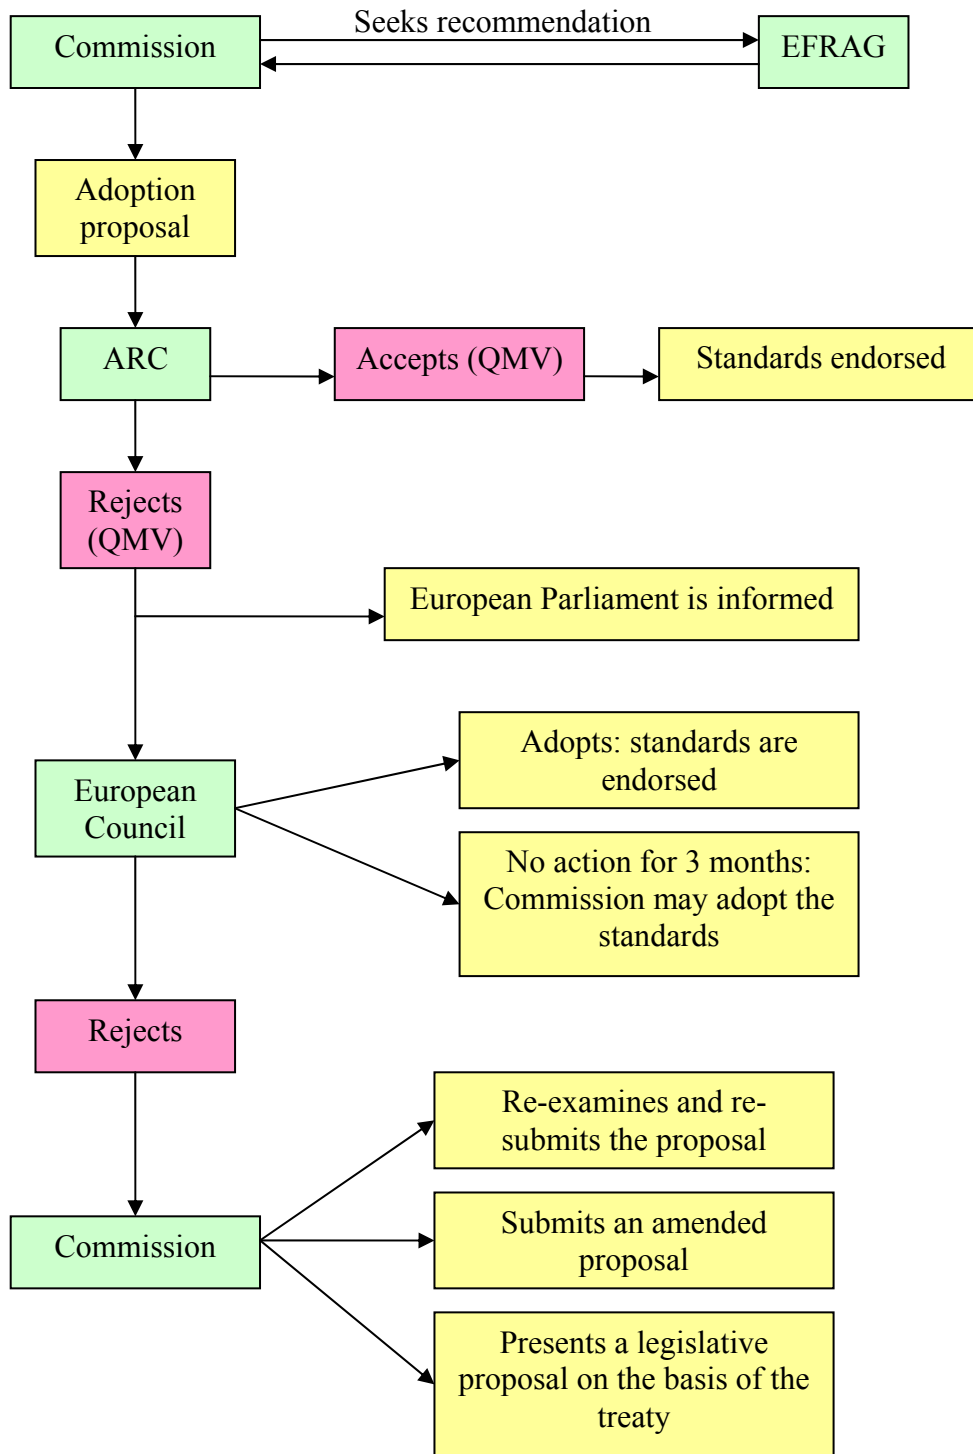 Seeks recommendation
Commission
EFRAG
Adoption
proposal
ARC
Accepts (QMV)
Standards endorsed
Rejects
(QMV)
European Parliament is informed
Adopts: standards are
endorsed
European
Council
No action for 3 months:
Commission may adopt the
standards
Rejects
Re-examines and re-
submits the proposal
Commission
Submits an amended
proposal
Presents a legislative
proposal on the basis of the
treaty